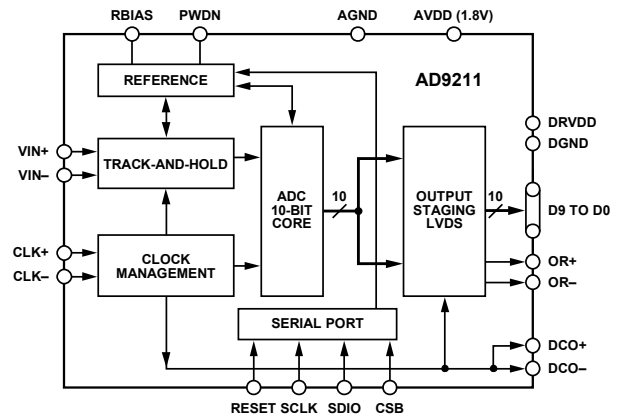 RBIAS PWDN AGND AVDD (1.8V)
REFERENCE
AD9211
DRVDD
DGND
VIN+
VIN–
TRACK-AND-HOLD
ADC
10-BIT
CORE
10
OUTPUT
STAGING
LVDS
10
D9 TO D0
CLK+
CLK–
CLOCK
MANAGEMENT
OR+
OR–
SERIAL PORT
DCO+
DCO–
RESET SCLK SDIO CSB